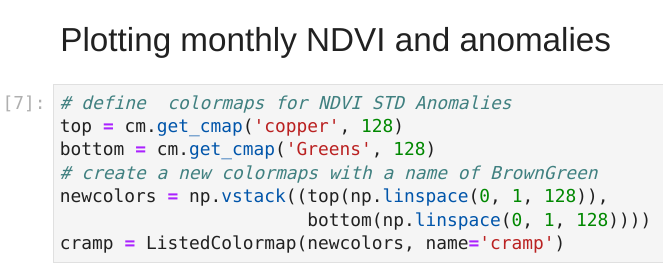 Plotting monthly NDVI and anomalies
[7]: # define  colormaps for NDVI STD Anomalies
top = cm.get_cmap('copper', 128)
bottom = cm.get_cmap('Greens', 128)
# create a new colormaps with a name of BrownGreen
newcolors = np.vstack((top(np.linspace(0, 1, 128)),
                       bottom(np.linspace(0, 1, 128))))
cramp = ListedColormap(newcolors, name='cramp')